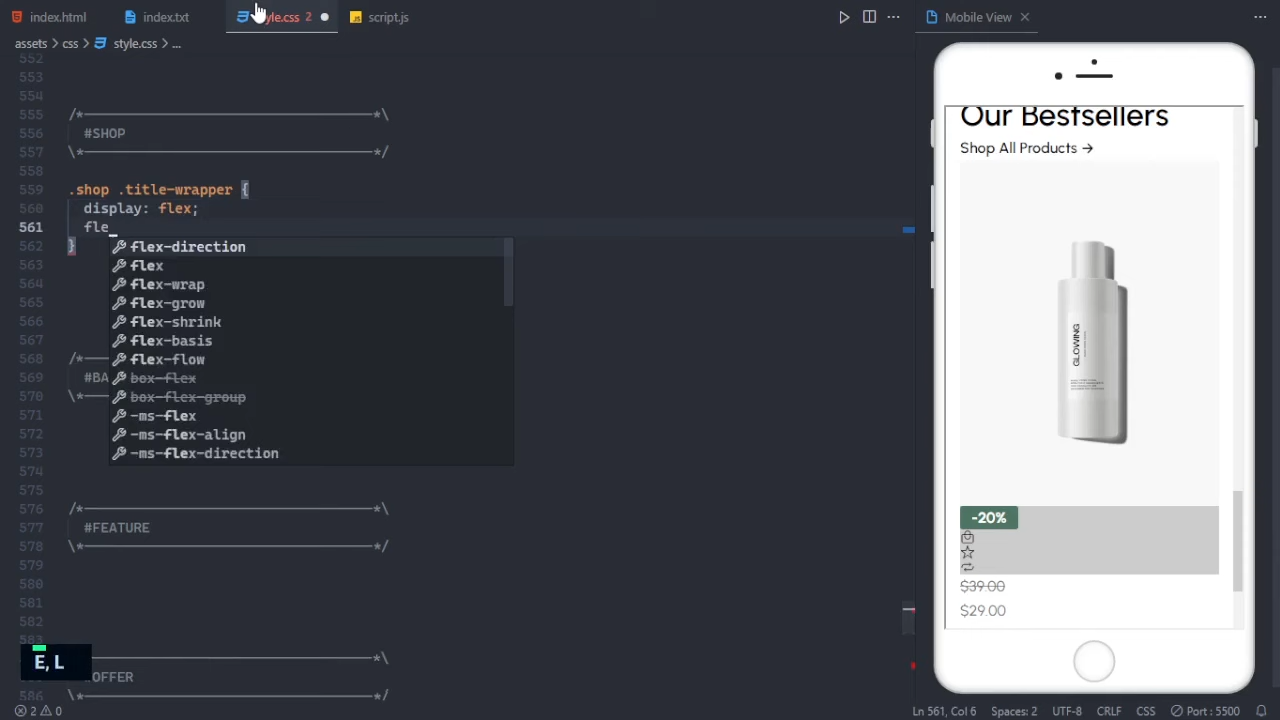 index.html
index.txt
style.css 2
script.js
Mobile View
assets > css > style.css > ...
552
553
554
555 /*
*\
556 #SHOP
557 \*
*/
558
559 .shop .title-wrapper {
560 display: flex;
561 fle
562 }
563
564
565
566
567
568 /*
569 #BA
570 \*
571
572
573
574
575
576 /*
*\
577 #FEATURE
578 \*
*/
579
580
581
582
583
*\
OFFER
586 \*
*/
flex-direction
flex
flex-wrap
flex-grow
flex-shrink
flex-basis
flex-flow
box-flex
box-flex-group
-ms-flex
-ms-flex-align
-ms-flex-direction
E, L
Our Bestsellers
Shop All Products →
GLOWING
-20%
$39.00
$29.00
2 0
Ln 561, Col 6
Spaces: 2
UTF-8
CRLF
CSS
Port : 5500